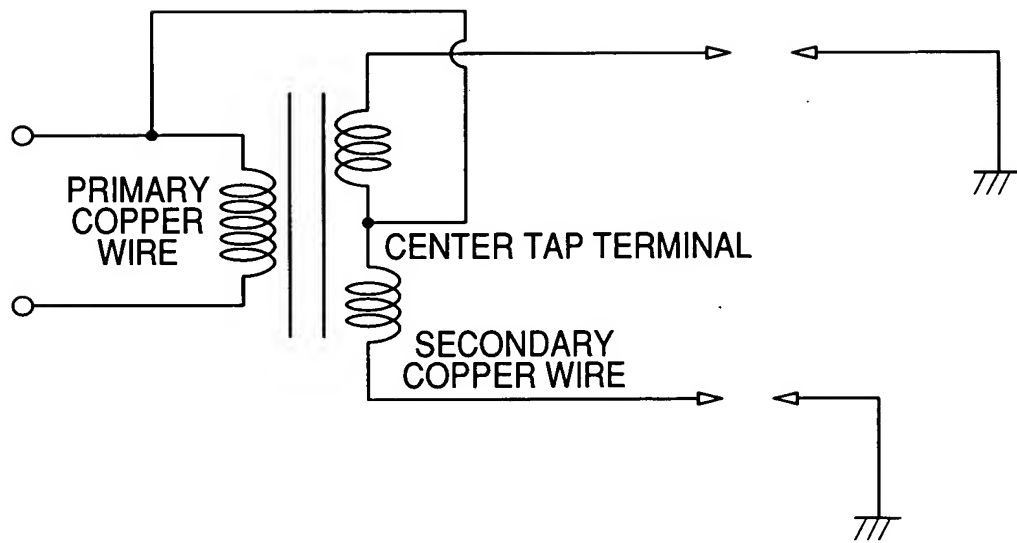 PRIMARY
COPPER
WIRE
CENTER TAP TERMINAL
SECONDARY
COPPER WIRE